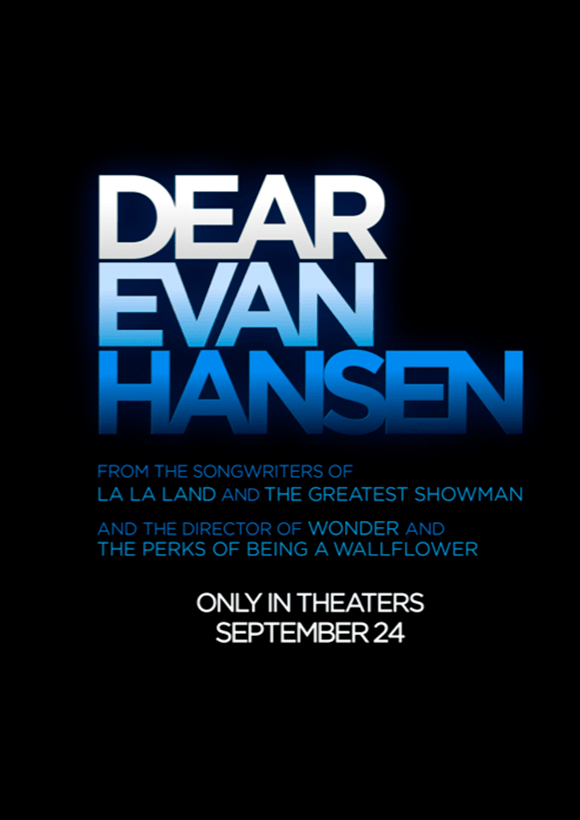 DEAR
EVAN
HANSEN
FROM THE SONGWRITERS OF
LA LA LAND AND THE GREATEST SHOWMAN
AND THE DIRECTOR OF WONDER AND
THE PERKS OF BEING A WALLFLOWER
ONLY IN THEATERS
SEPTEMBER 24